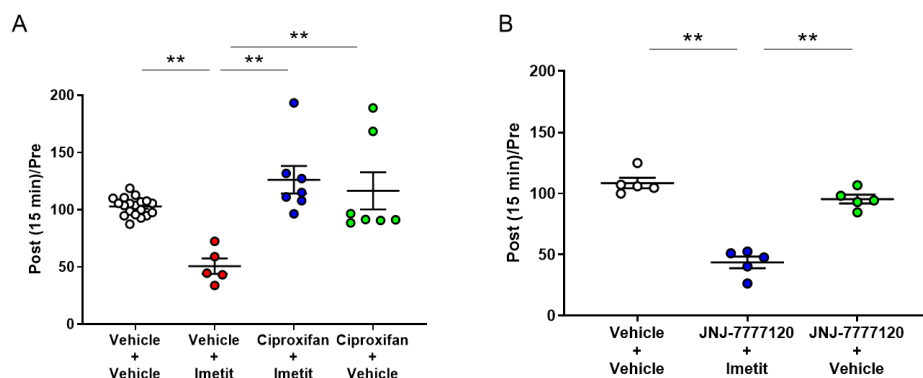 A
** ** **
Post (15 min)/Pre
200
150
100
50
0
Vehicle
+
Vehicle
Vehicle
+
Imetit
Ciproxifan
+
Imetit
Ciproxifan
+
Vehicle
B
** **
Post (15 min)/Pre
200
150
100
50
0
Vehicle
+
Vehicle
JNJ-7777120
+
Imetit
JNJ-7777120
+
Vehicle